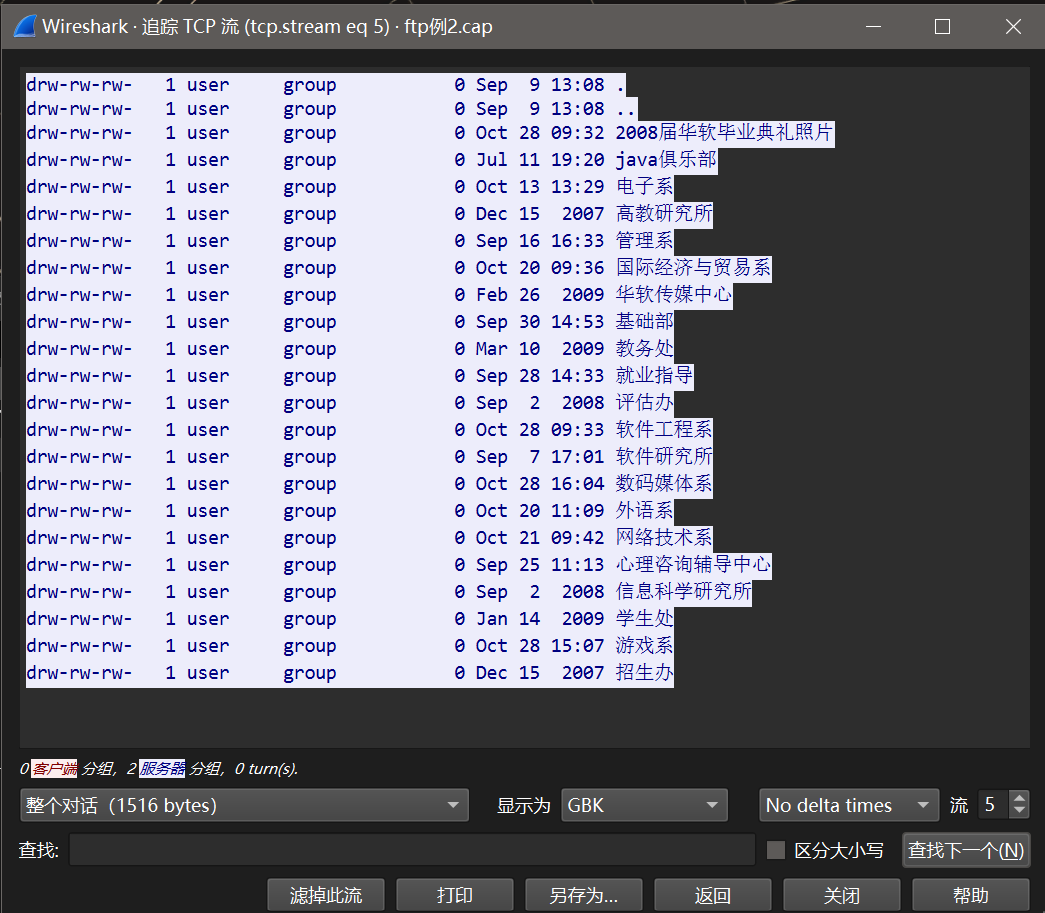 Wireshark · 追踪 TCP 流 (tcp.stream eq 5) · ftp例2.cap
drw-rw-rw-   1 user     group           0 Sep  9 13:08 .
drw-rw-rw-   1 user     group           0 Sep  9 13:08 ..
drw-rw-rw-   1 user     group           0 Oct 28 09:32 2008届华软毕业典礼照片
drw-rw-rw-   1 user     group           0 Jul 11 19:20 java俱乐部
drw-rw-rw-   1 user     group           0 Oct 13 13:29 电子系
drw-rw-rw-   1 user     group           0 Dec 15  2007 高教研究所
drw-rw-rw-   1 user     group           0 Sep 16 16:33 管理系
drw-rw-rw-   1 user     group           0 Oct 20 09:36 国际经济与贸易系
drw-rw-rw-   1 user     group           0 Feb 26  2009 华软传媒中心
drw-rw-rw-   1 user     group           0 Sep 30 14:53 基础部
drw-rw-rw-   1 user     group           0 Mar 10  2009 教务处
drw-rw-rw-   1 user     group           0 Sep 28 14:33 就业指导
drw-rw-rw-   1 user     group           0 Sep  2  2008 评估办
drw-rw-rw-   1 user     group           0 Oct 28 09:33 软件工程系
drw-rw-rw-   1 user     group           0 Sep  7 17:01 软件研究所
drw-rw-rw-   1 user     group           0 Oct 28 16:04 数码媒体系
drw-rw-rw-   1 user     group           0 Oct 20 11:09 外语系
drw-rw-rw-   1 user     group           0 Oct 21 09:42 网络技术系
drw-rw-rw-   1 user     group           0 Sep 25 11:13 心理咨询辅导中心
drw-rw-rw-   1 user     group           0 Sep  2  2008 信息科学研究所
drw-rw-rw-   1 user     group           0 Jan 14  2009 学生处
drw-rw-rw-   1 user     group           0 Oct 28 15:07 游戏系
drw-rw-rw-   1 user     group           0 Dec 15  2007 招生办
0 客户端 分组，2 服务器 分组，0 turn(s).
整个对话 (1516 bytes) 显示为 GBK No delta times 流 5
查找: 区分大小写 查找下一个(N)
滤掉此流 打印 另存为… 返回 关闭 帮助